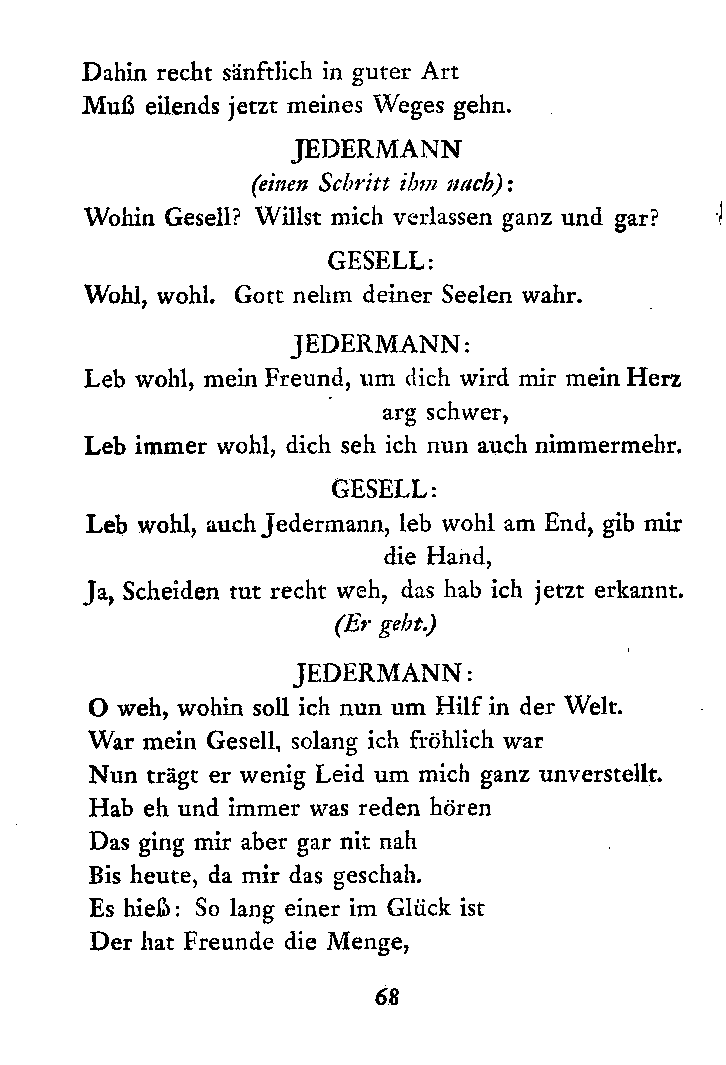 Dahin recht sänftlich in guter Art
Muß eilends jetzt meines Weges gehn.
JEDERMANN
(einen Schritt ihm nach):
Wohin Gesell? Willst mich verlassen ganz und gar?
GESELL:
Wohl, wohl. Gott nehm deiner Seelen wahr.
JEDERMANN:
Leb wohl, mein Freund, um dich wird mir mein Herz
arg schwer,
Leb immer wohl, dich seh ich nun auch nimmermehr.
GESELL:
Leb wohl, auch Jedermann, leb wohl am End, gib mir
die Hand,
Ja, Scheiden tut recht weh, das hab ich jetzt erkannt.
(Er geht.)
JEDERMANN:
O weh, wohin soll ich nun um Hilf in der Welt.
War mein Gesell, solang ich fröhlich war
Nun trägt er wenig Leid um mich ganz unverstellt.
Hab eh und immer was reden hören
Das ging mir aber gar nit nah
Bis heute, da mir das geschah.
Es hieß: So lang einer im Glück ist
Der hat Freunde die Menge,
68